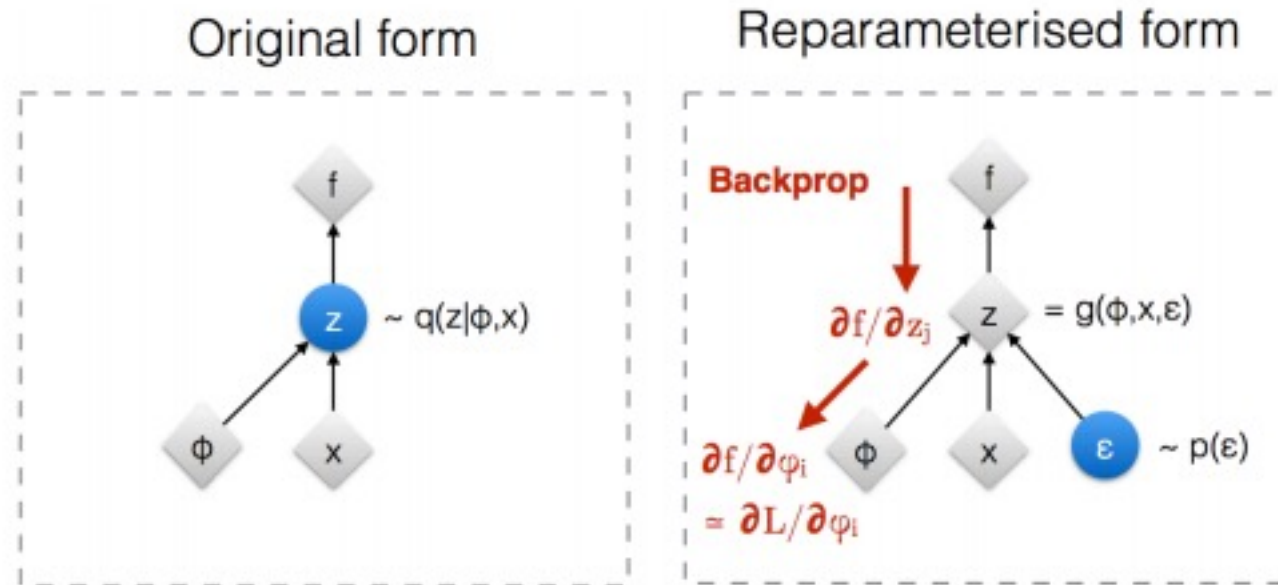 Original form
f
z ~ q(z|ϕ,x)
ϕ x
Reparameterised form
Backprop f
∂f/∂zⱼ z = g(ϕ,x,ε)
∂f/∂φᵢ ϕ x ε ~ p(ε)
≃ ∂L/∂φᵢ